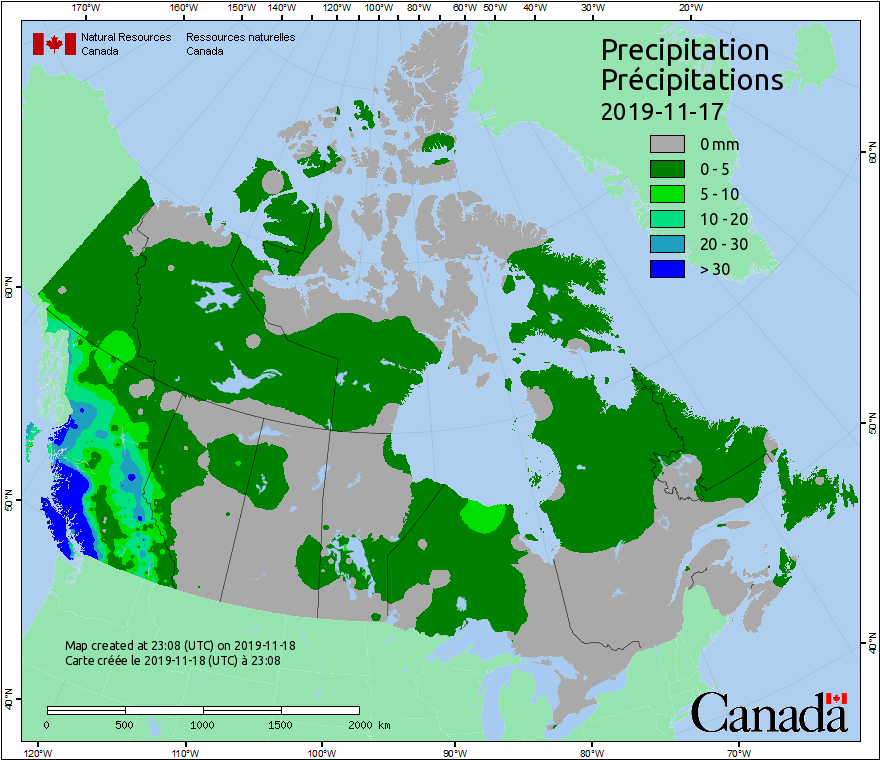 170°W 160°W 150°W 140°W 130°W 120°W 110°W 100°W 90°W 80°W 60°W 50°W 40°W 30°W 20°W
Natural Resources Ressources naturelles
Canada Canada
Precipitation
Précipitations
2019-11-17
0 mm
0 - 5
5 - 10
10 - 20
20 - 30
> 30
60°N
60°N
50°N
50°N
40°N
40°N
Map created at 23:08 (UTC) on 2019-11-18
Carte créée le 2019-11-18 (UTC) à 23:08
0 500 1000 1500 2000 km
Canada
120°W 110°W 100°W 90°W 80°W 70°W